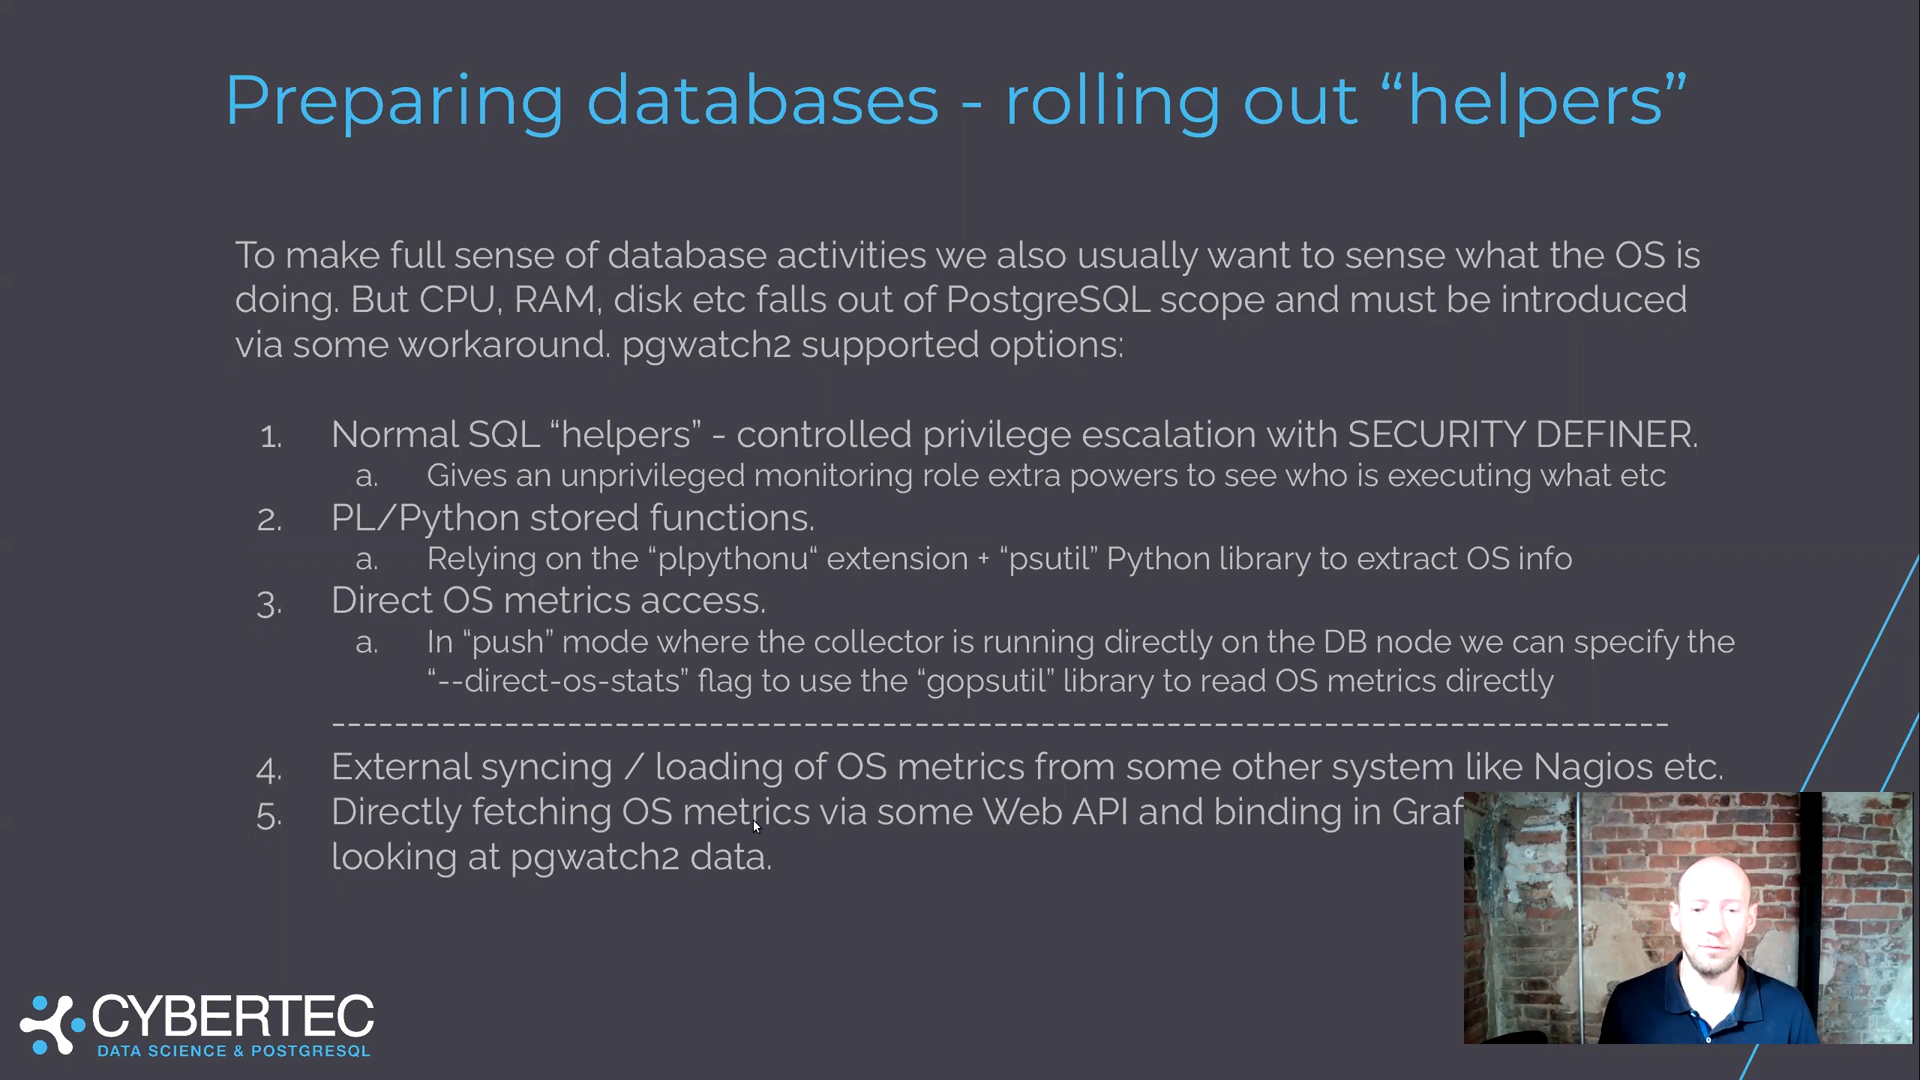 Preparing databases - rolling out “helpers”
To make full sense of database activities we also usually want to sense what the OS is
doing. But CPU, RAM, disk etc falls out of PostgreSQL scope and must be introduced
via some workaround. pgwatch2 supported options:
1. Normal SQL “helpers” - controlled privilege escalation with SECURITY DEFINER.
a. Gives an unprivileged monitoring role extra powers to see who is executing what etc
2. PL/Python stored functions.
a. Relying on the “plpythonu“ extension + “psutil” Python library to extract OS info
3. Direct OS metrics access.
a. In “push” mode where the collector is running directly on the DB node we can specify the
“--direct-os-stats” flag to use the “gopsutil” library to read OS metrics directly
-------------------------------------------------------------------------------------
4. External syncing / loading of OS metrics from some other system like Nagios etc.
5. Directly fetching OS metrics via some Web API and binding in Graf
looking at pgwatch2 data.
CYBERTEC
DATA SCIENCE & POSTGRESQL